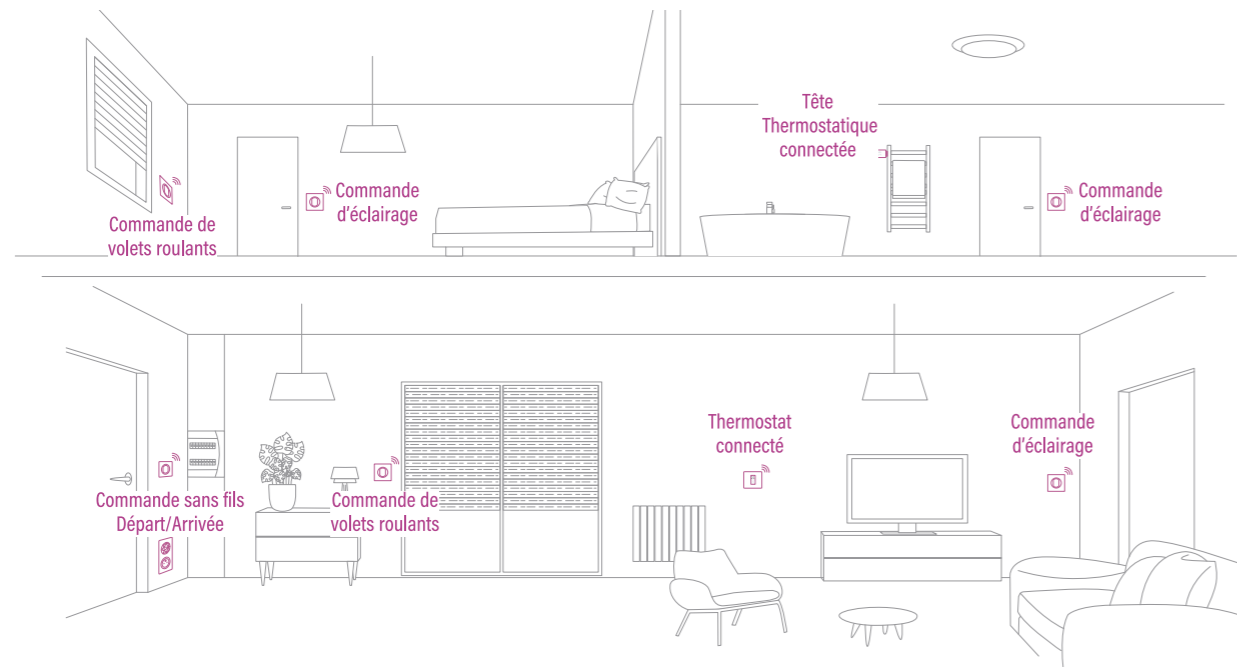 Tête
Thermostatique
connectée
Commande
d'éclairage
Commande
d'éclairage
Commande de
volets roulants
Thermostat
connecté
Commande
d'éclairage
Commande sans fils
Départ/Arrivée
Commande de
volets roulants